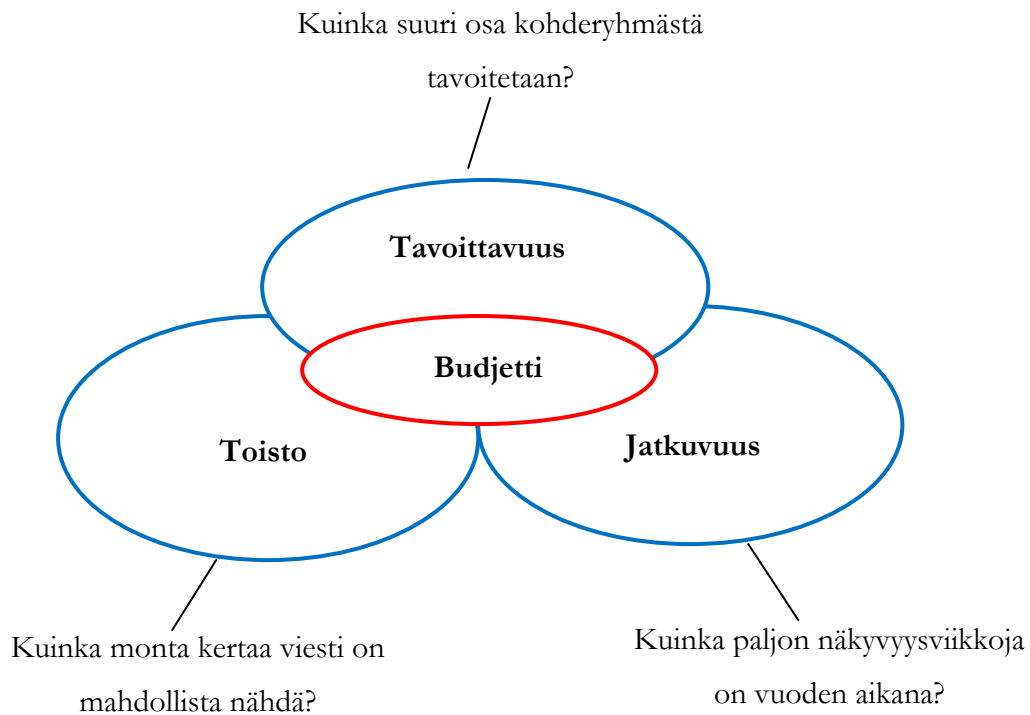 Kuinka suuri osa kohderyhmästä
tavoitetaan?
Tavoittavuus
Budjetti
Toisto
Jatkuvuus
Kuinka monta kertaa viesti on
mahdollista nähdä?
Kuinka paljon näkyvyysviikkoja
on vuoden aikana?